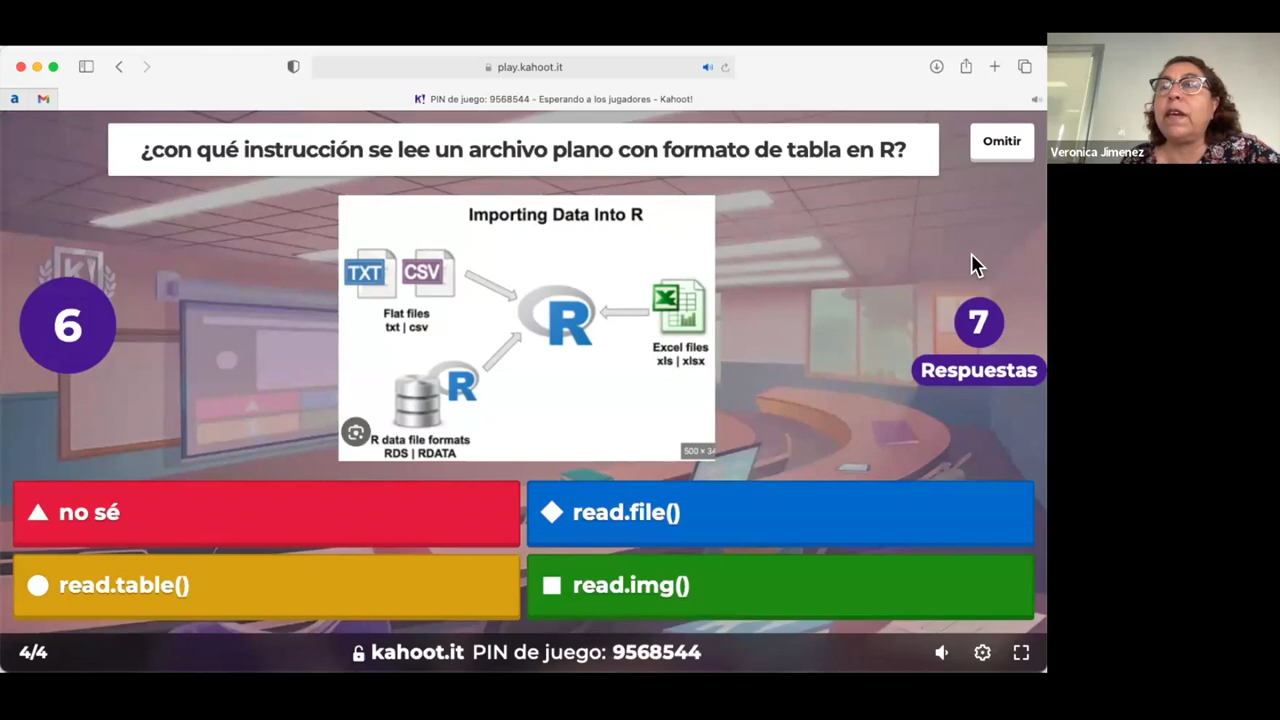 play.kahoot.it
a
K! PIN de juego: 9568544 - Esperando a los jugadores - Kahoot!
¿con qué instrucción se lee un archivo plano con formato de tabla en R?
Omitir
Veronica Jimenez
Importing Data Into R
TXT CSV
Flat files
txt | csv
R
Excel files
xls | xlsx
R
R data file formats
RDS | RDATA
6
7
Respuestas
no sé
read.file()
read.table()
read.img()
4/4
kahoot.it PIN de juego: 9568544